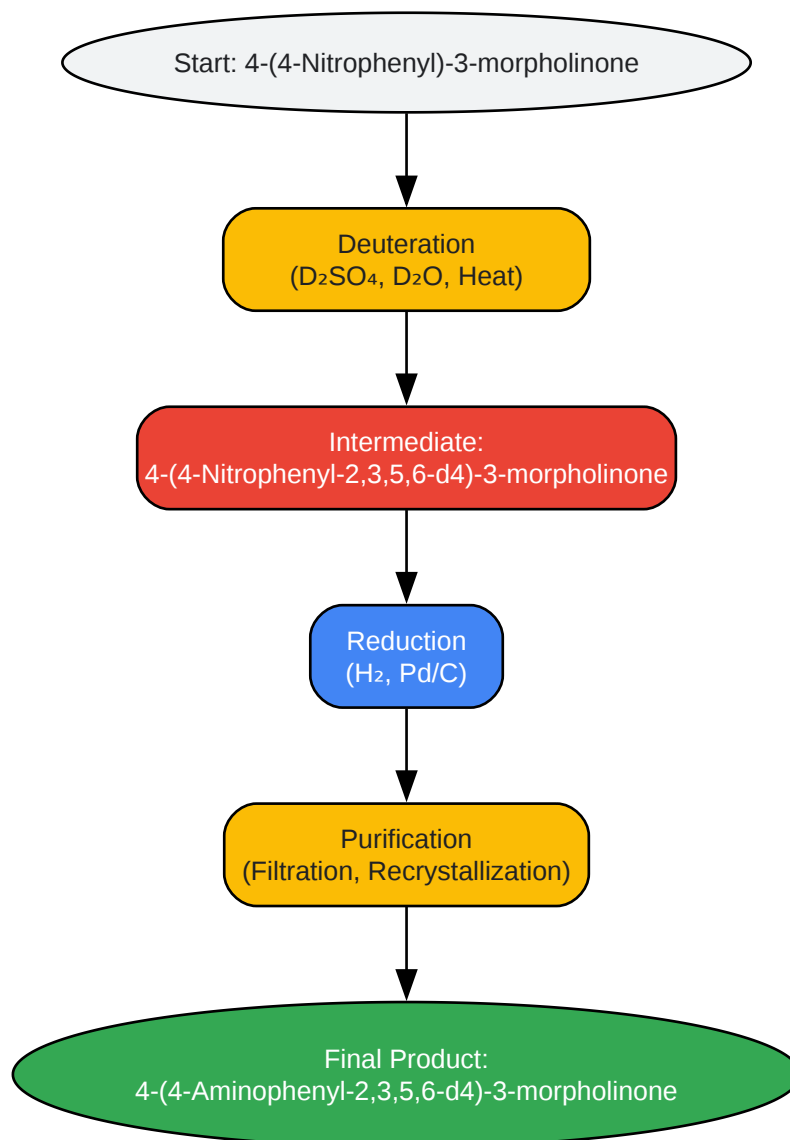 Start: 4-(4-Nitrophenyl)-3-morpholinone
Deuteration
(D₂SO₄, D₂O, Heat)
Intermediate:
4-(4-Nitrophenyl-2,3,5,6-d4)-3-morpholinone
Reduction
(H₂, Pd/C)
Purification
(Filtration, Recrystallization)
Final Product:
4-(4-Aminophenyl-2,3,5,6-d4)-3-morpholinone